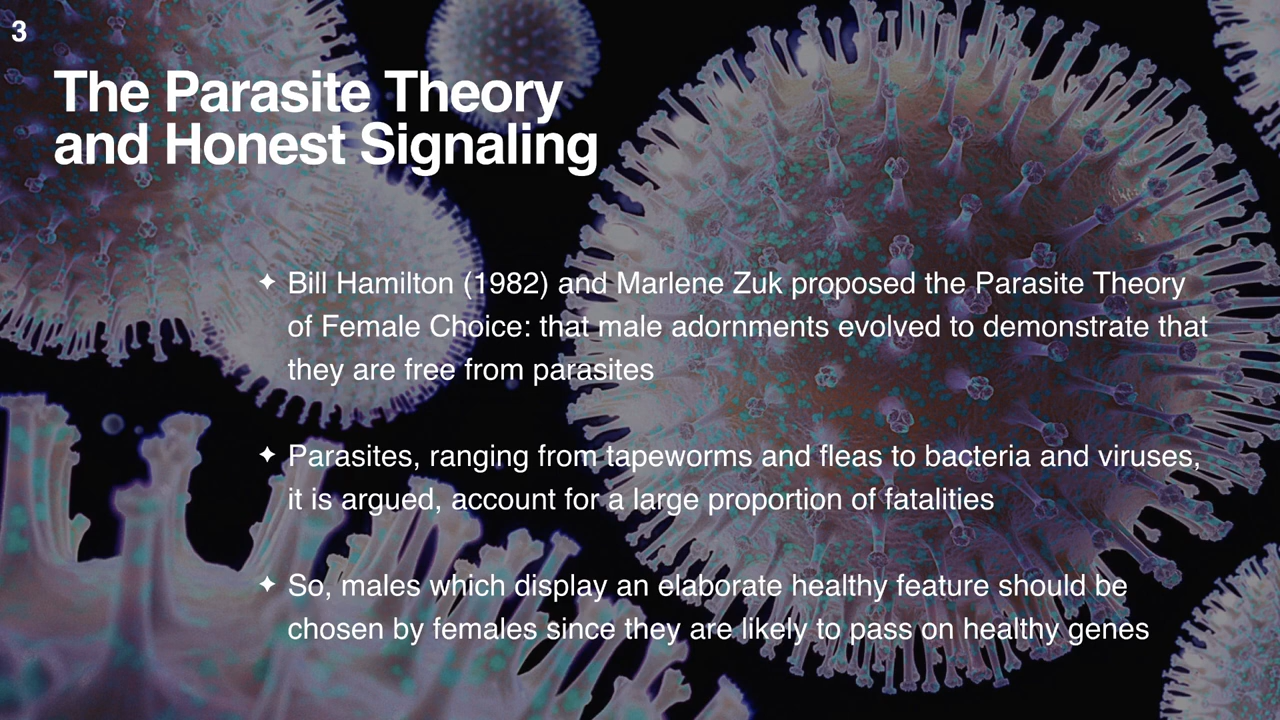 3
The Parasite Theory
and Honest Signaling
✦ Bill Hamilton (1982) and Marlene Zuk proposed the Parasite Theory
of Female Choice: that male adornments evolved to demonstrate that
they are free from parasites
✦ Parasites, ranging from tapeworms and fleas to bacteria and viruses,
it is argued, account for a large proportion of fatalities
✦ So, males which display an elaborate healthy feature should be
chosen by females since they are likely to pass on healthy genes